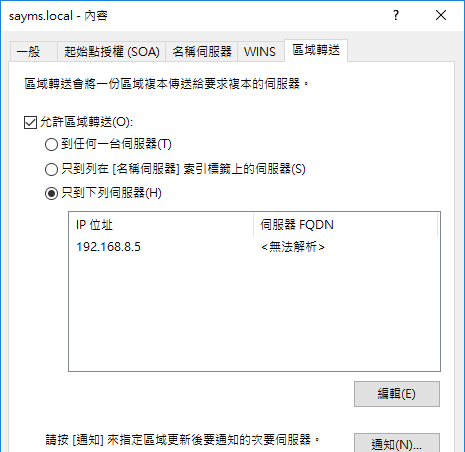 sayms.local - 內容
一般 起始點授權 (SOA) 名稱伺服器 WINS 區域轉送
區域轉送會將一份區域複本傳送給要求複本的伺服器。
允許區域轉送(O):
到任何一台伺服器(T)
只到列在 [名稱伺服器] 索引標籤上的伺服器(S)
只到下列伺服器(H)
IP 位址 伺服器 FQDN
192.168.8.5 <無法解析>
編輯(E)
請按 [通知] 來指定區域更新後要通知的次要伺服器。
通知(N)...